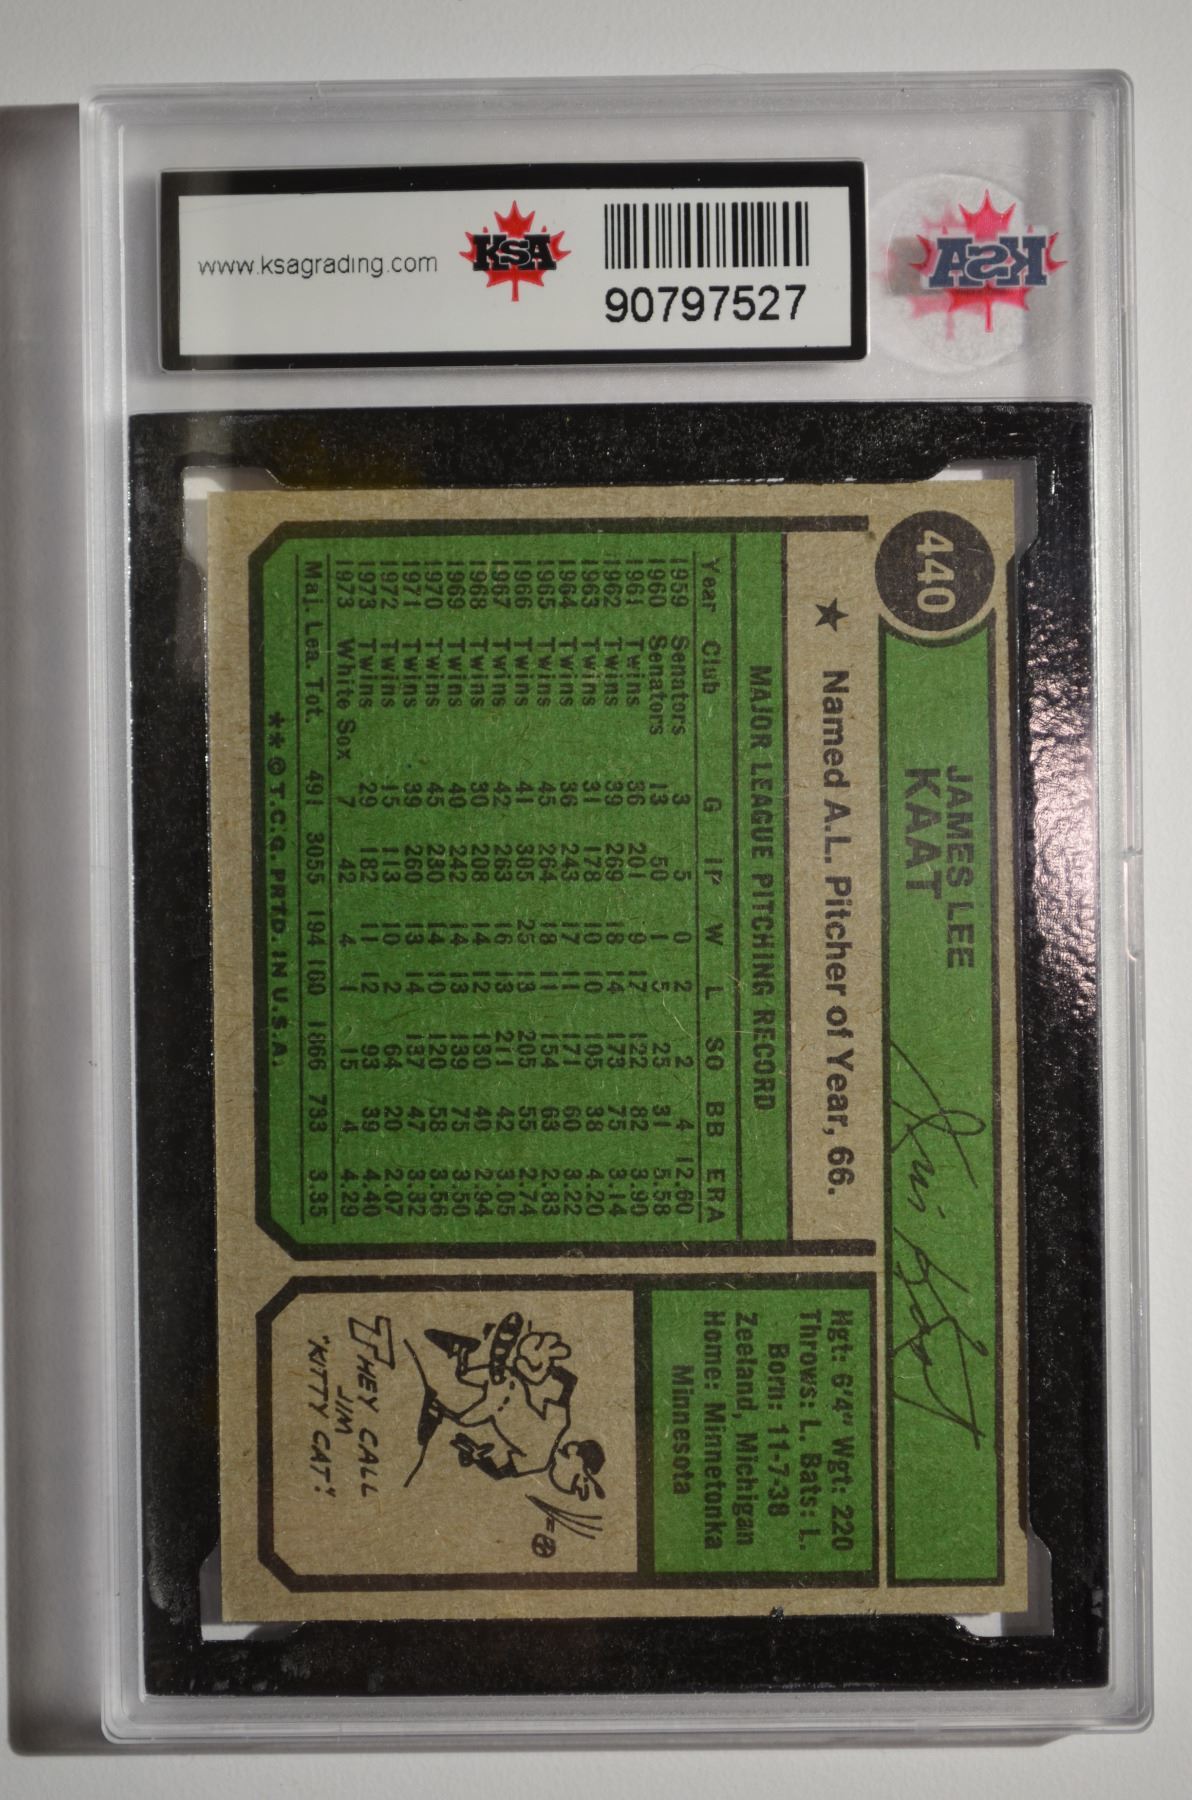 www.ksagrading.com
KSA
90797527
KSA
440
JAMES LEE
KAAT
Jim Kaat
★ Named A.L. Pitcher of Year, 66.
MAJOR LEAGUE PITCHING RECORD
Year Club G IP W L SO BB ERA
1959 Senators 3 5 0 2 2 4 12.60
1960 Senators 13 50 1 5 25 31 5.58
1961 Twins 36 201 9 17 122 82 3.90
1962 Twins 39 269 18 14 173 75 3.14
1963 Twins 31 178 10 10 105 38 4.20
1964 Twins 36 243 17 11 171 60 3.22
1965 Twins 45 264 18 11 154 63 2.83
1966 Twins 41 305 25 13 205 55 2.74
1967 Twins 42 263 16 13 211 42 3.05
1968 Twins 30 208 14 12 130 40 2.94
1969 Twins 40 242 14 13 139 75 3.50
1970 Twins 45 230 14 10 120 58 3.56
1971 Twins 39 260 13 14 137 47 3.32
1972 Twins 15 113 10 2 64 20 2.07
1973 Twins 29 182 11 12 93 39 4.40
1973 White Sox 7 42 4 1 15 4 4.29
Maj. Lea. Tot. 491 3055 194 160 1866 733 3.35
** © T.C.G. PRTD. IN U.S.A.
Hgt: 6'4" Wgt: 220
Throws: L. Bats: L.
Born: 11-7-38
Zeeland, Michigan
Home: Minnetonka
Minnesota
THEY CALL
JIM
"KITTY CAT."